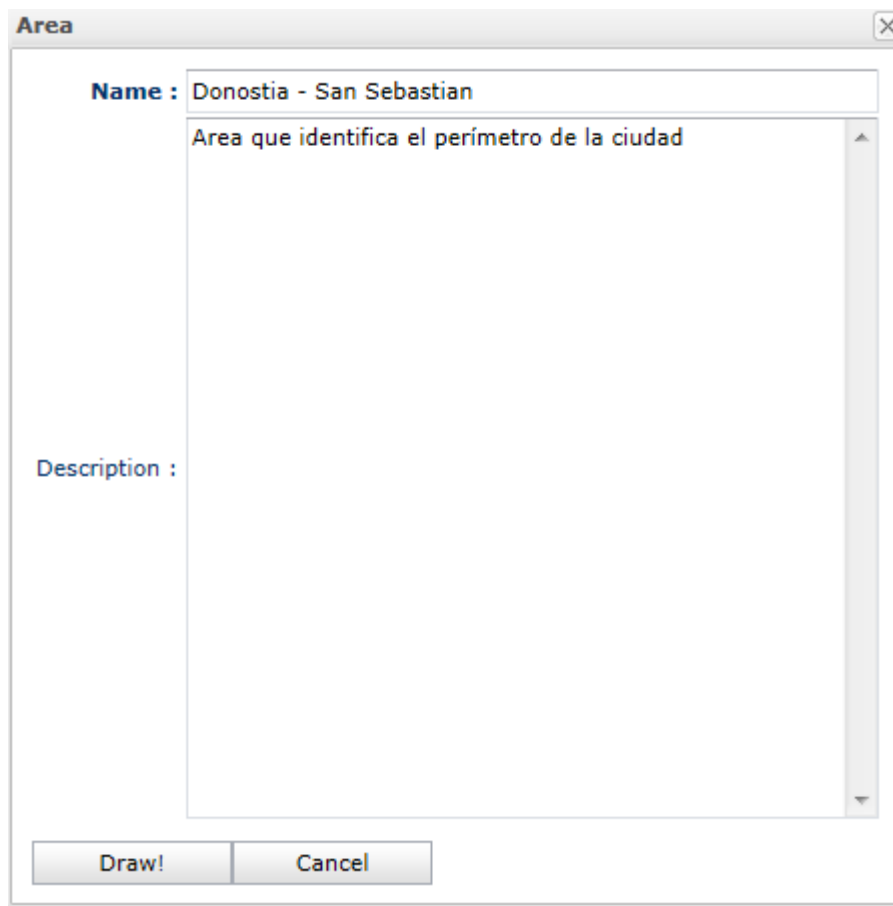 Area
Name : Donostia - San Sebastian
Area que identifica el perímetro de la ciudad
Description :
Draw! Cancel